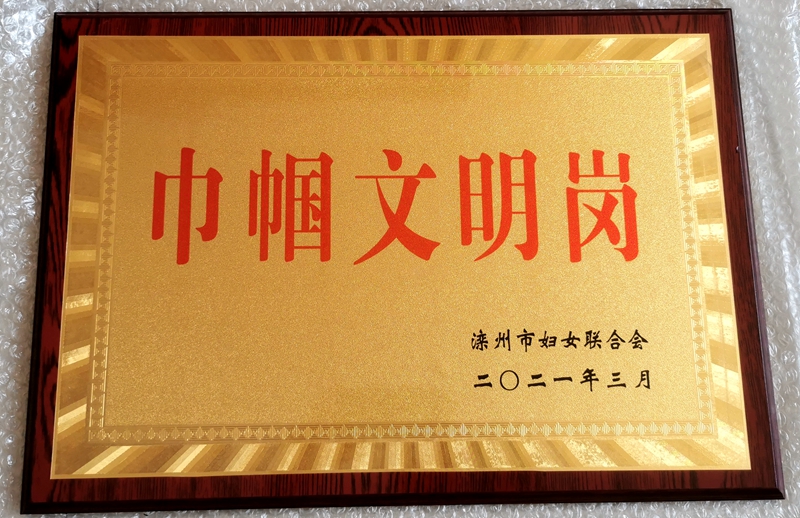 巾帼文明岗
滦州市妇女联合会
二〇二一年三月